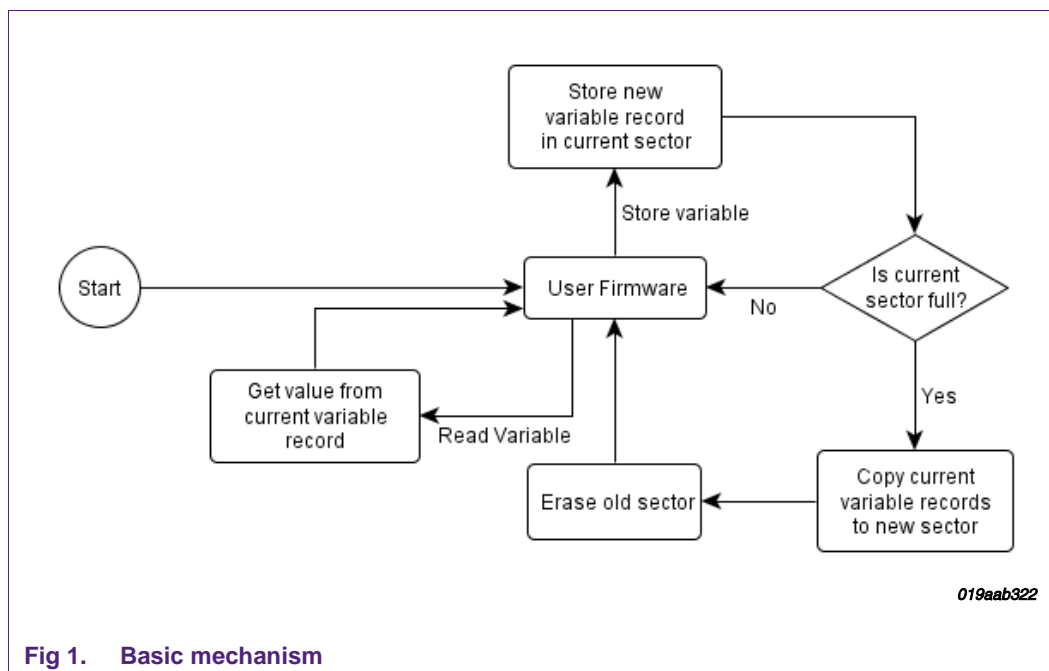 Store new
variable record
in current sector
Store variable
Start
User Firmware
Is current
sector full?
No
Get value from
current variable
record
Read Variable
Yes
Erase old sector
Copy current
variable records
to new sector
019aab322
Fig 1. Basic mechanism